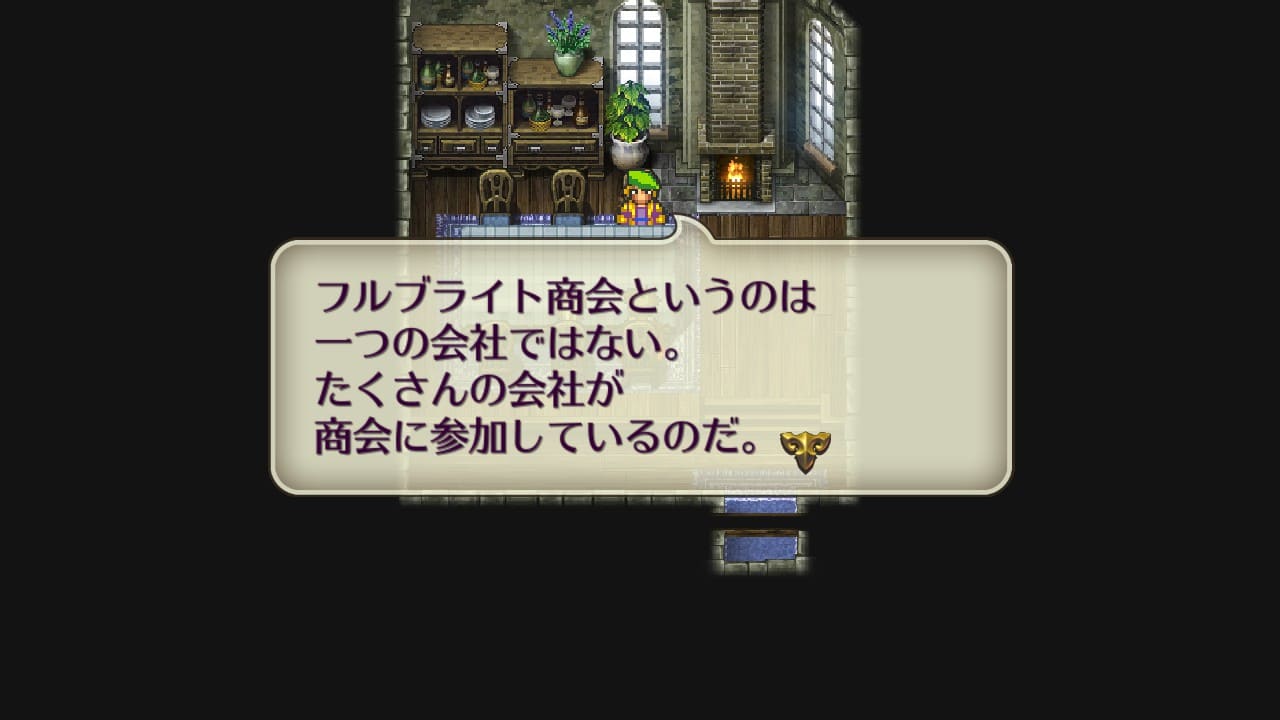 フルブライト商会というのは
一つの会社ではない。
たくさんの会社が
商会に参加しているのだ。